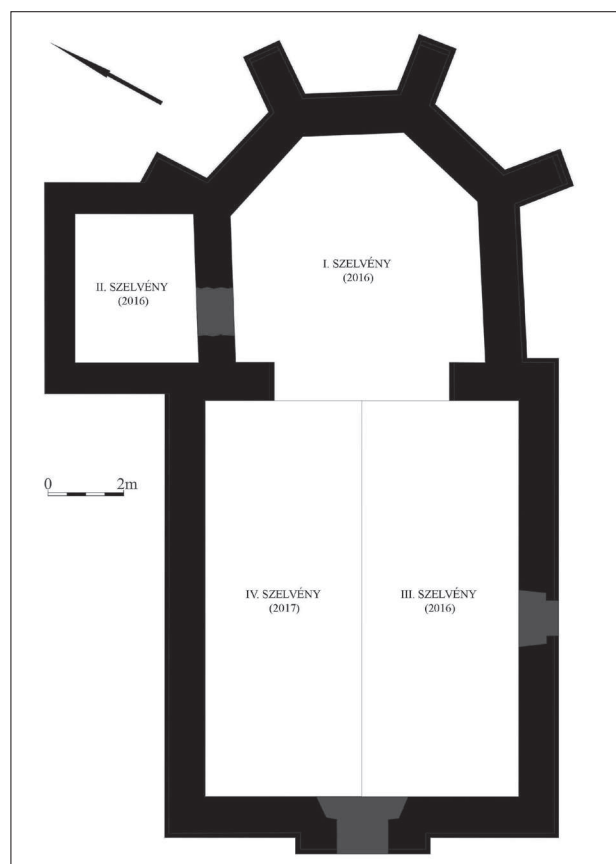 I. SZELVÉNY
(2016)
II. SZELVÉNY
(2016)
0 2m
IV. SZELVÉNY
(2017)
III. SZELVÉNY
(2016)